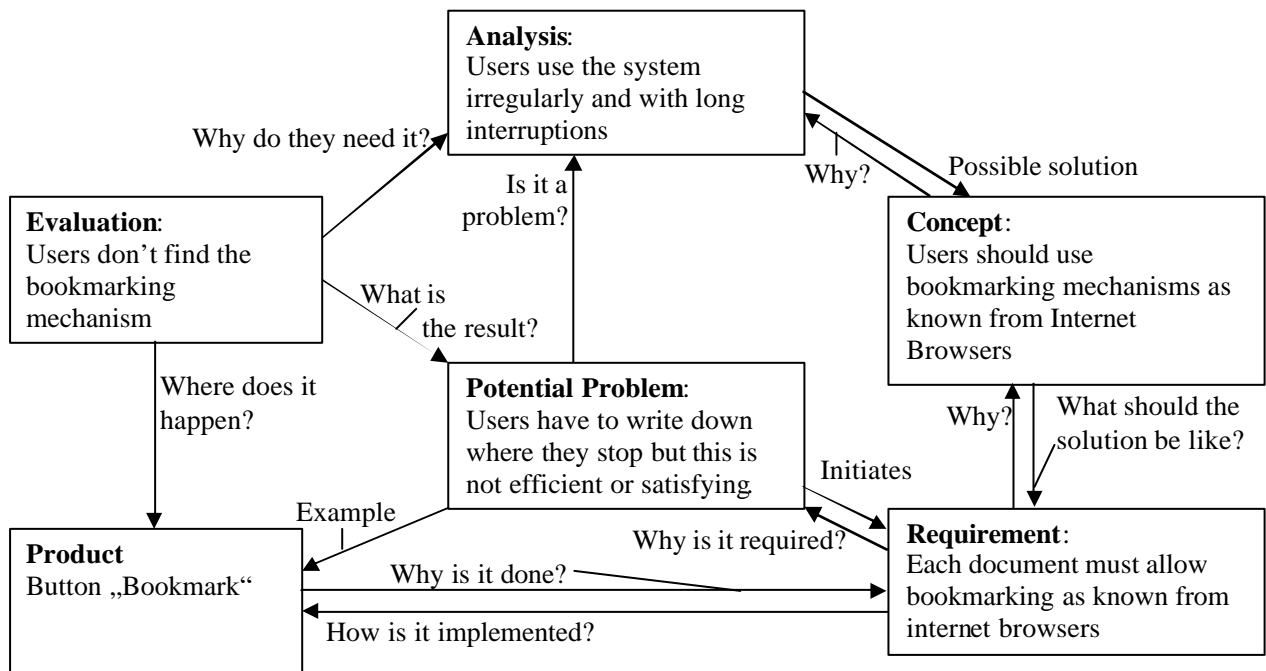 Analysis:
Users use the system
irregularly and with long
interruptions
Why do they need it?
Why?
Possible solution
Is it a
problem?
Evaluation:
Users don’t find the
bookmarking
mechanism
Concept:
Users should use
bookmarking mechanisms as
known from Internet
Browsers
What is
the result?
Where does it
happen?
Potential Problem:
Users have to write down
where they stop but this is
not efficient or satisfying.
Why?
What should the
solution be like?
Initiates
Example
Why is it required?
Product
Button „Bookmark“
Why is it done?
How is it implemented?
Requirement:
Each document must allow
bookmarking as known from
internet browsers